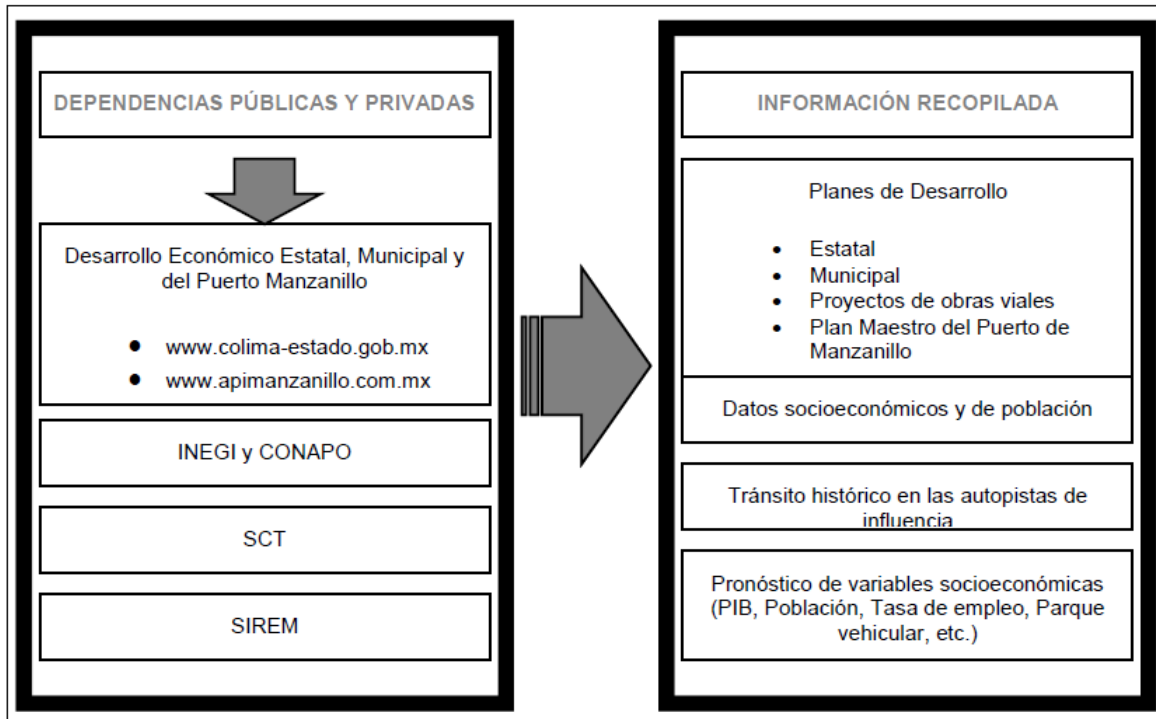 DEPENDENCIAS PÚBLICAS Y PRIVADAS
Desarrollo Económico Estatal, Municipal y
del Puerto Manzanillo
• www.colima-estado.gob.mx
• www.apimanzanillo.com.mx
INEGI y CONAPO
SCT
SIREM
INFORMACIÓN RECOPILADA
Planes de Desarrollo
• Estatal
• Municipal
• Proyectos de obras viales
• Plan Maestro del Puerto de
Manzanillo
Datos socioeconómicos y de población
Tránsito histórico en las autopistas de
influencia
Pronóstico de variables socioeconómicas
(PIB, Población, Tasa de empleo, Parque
vehicular, etc.)